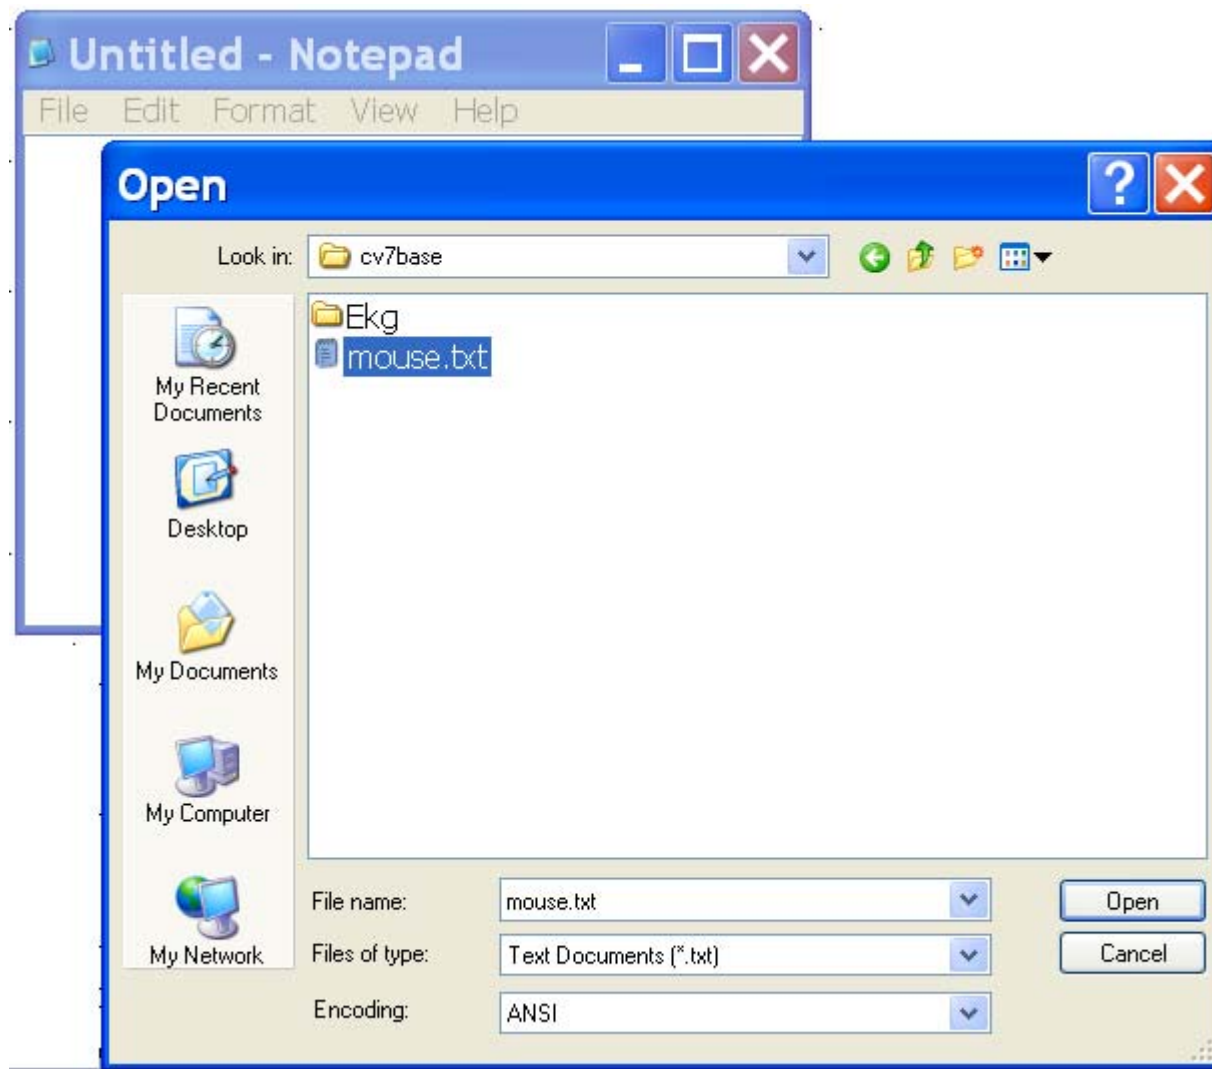 Untitled - Notepad
File Edit Format View Help
Open
Look in: cv7base
Ekg
mouse.txt
My Recent
Documents
Desktop
My Documents
My Computer
My Network
File name: mouse.txt Open
Files of type: Text Documents (*.txt) Cancel
Encoding: ANSI